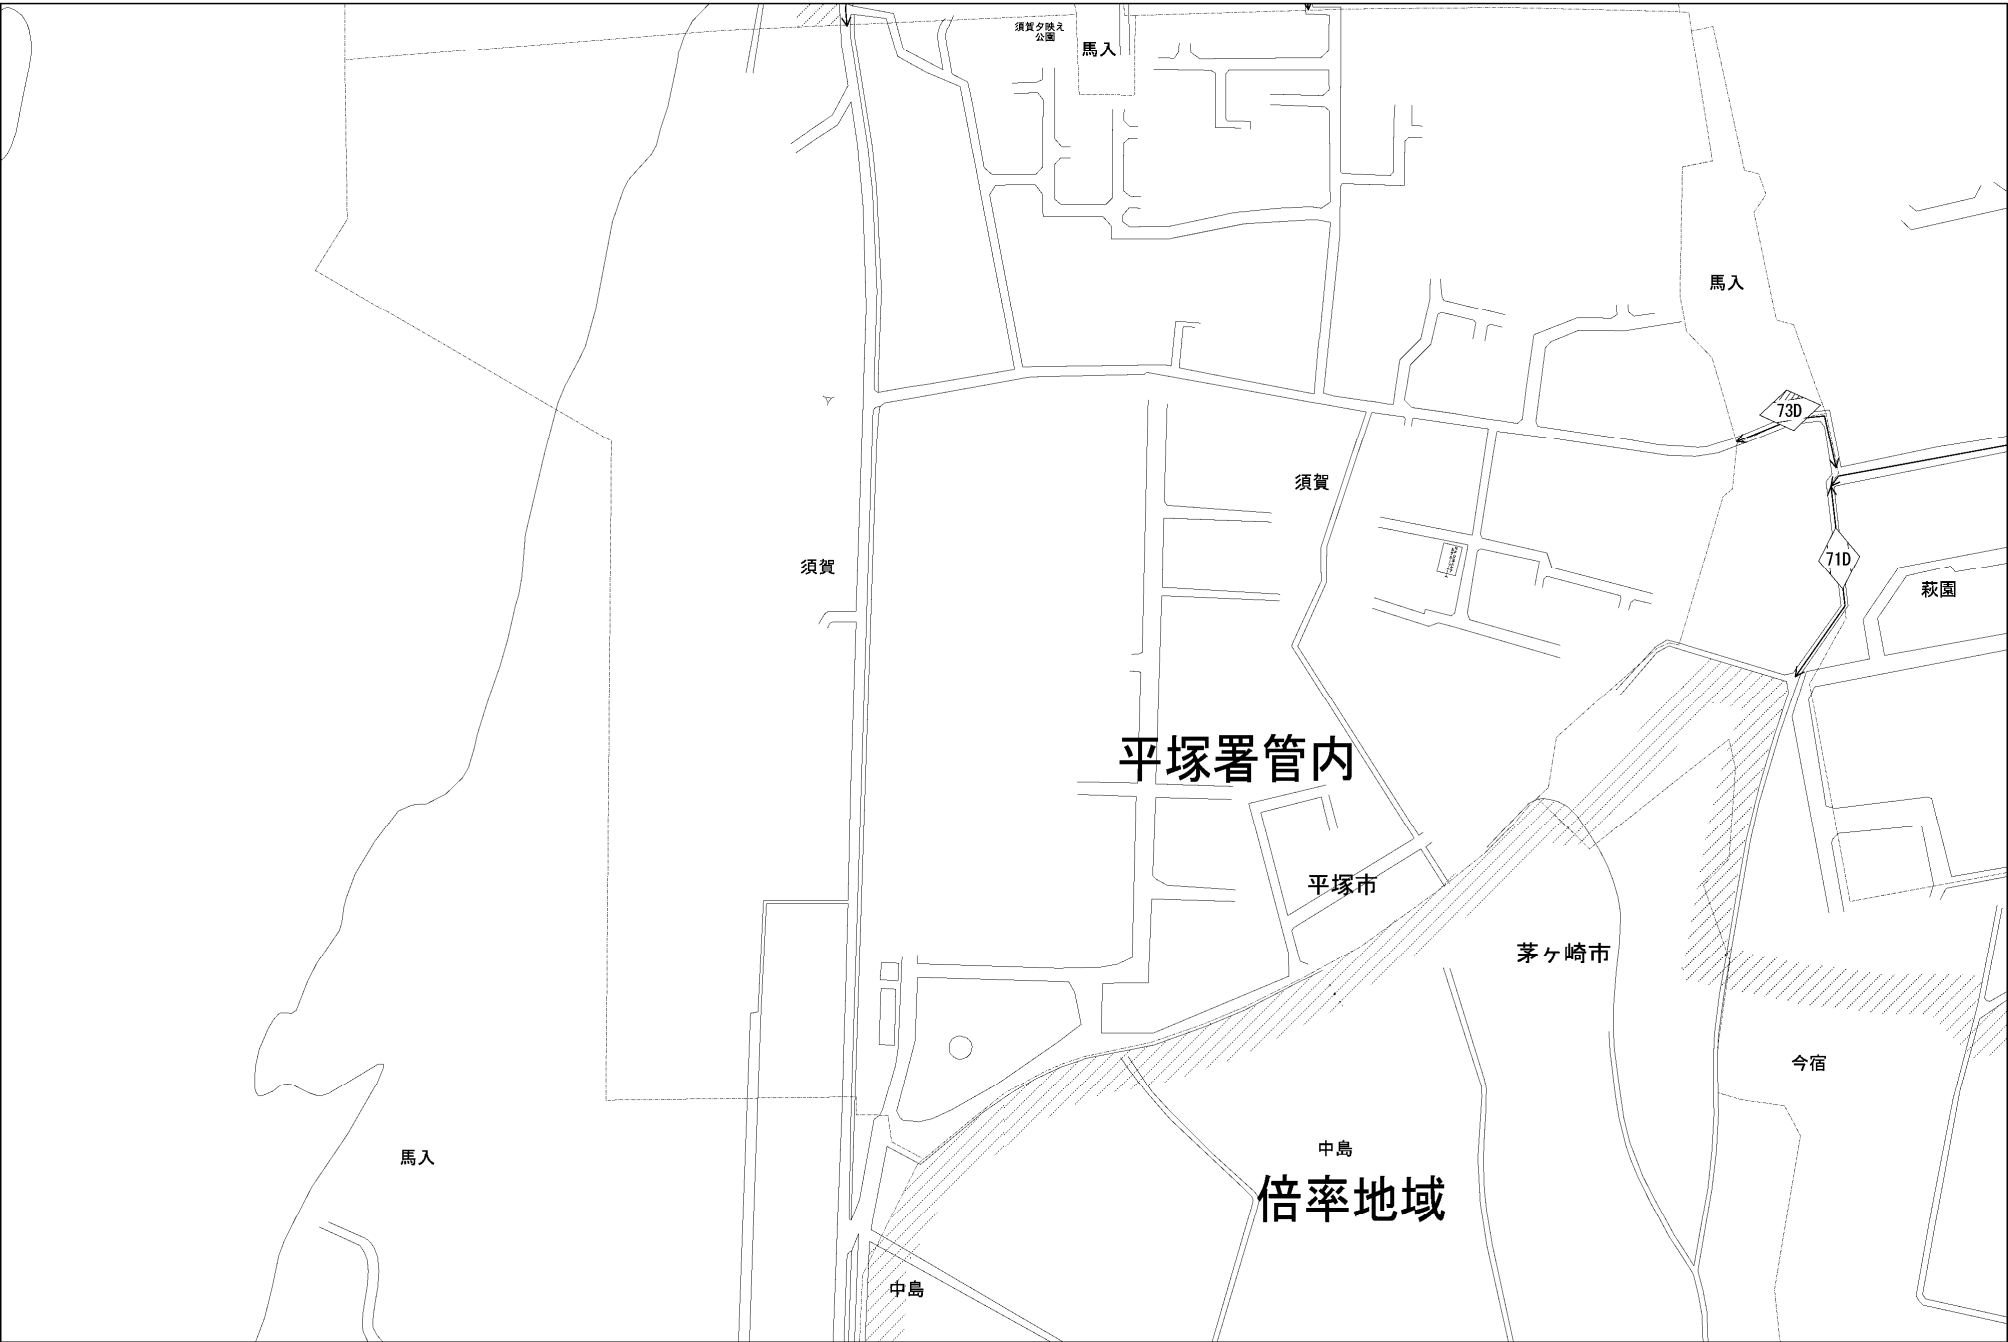 須賀夕映え
公園
馬入
馬入
73D
須賀
須賀
71D
萩園
平塚署管内
平塚市
茅ヶ崎市
今宿
中島
馬入
倍率地域
中島